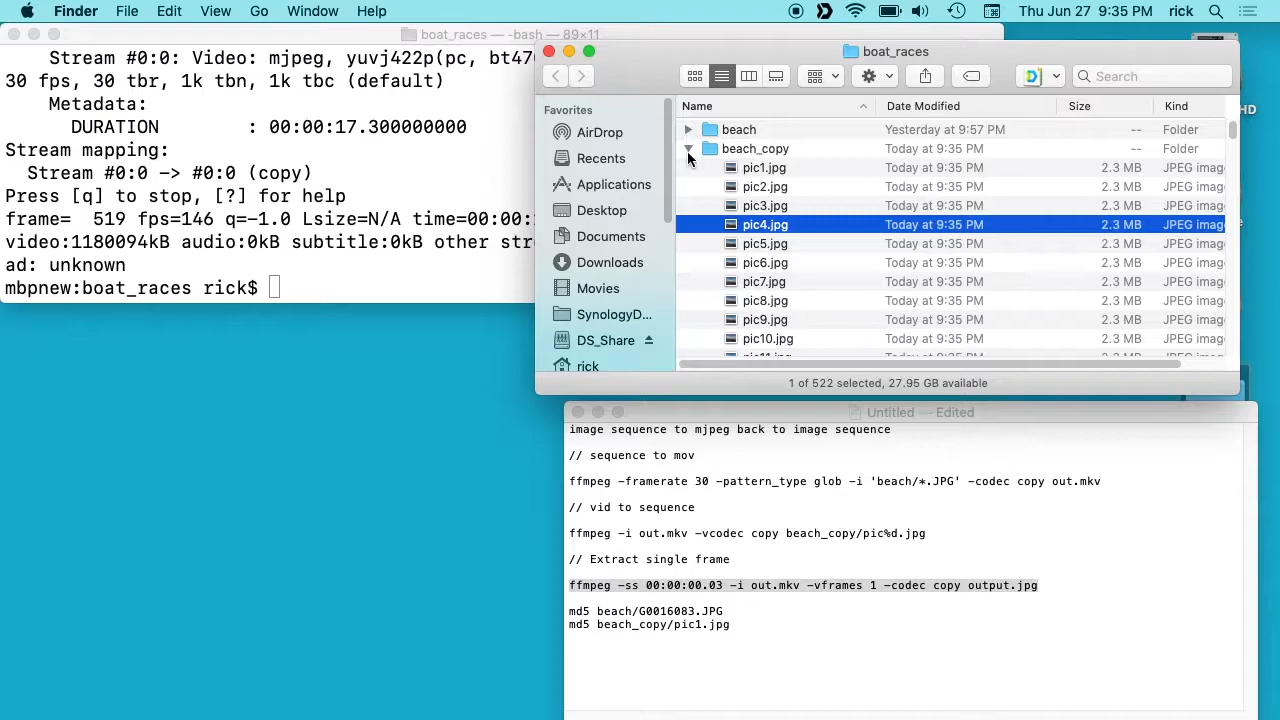 Finder File Edit View Go Window Help Thu Jun 27 9:35 PM rick
boat_races — -bash — 89×11
Stream #0:0: Video: mjpeg, yuvj422p(pc, bt47
30 fps, 30 tbr, 1k tbn, 1k tbc (default)
Metadata:
DURATION : 00:00:17.300000000
Stream mapping:
Stream #0:0 -> #0:0 (copy)
Press [q] to stop, [?] for help
frame= 519 fps=146 q=-1.0 Lsize=N/A time=00:00:
video:1180094kB audio:0kB subtitle:0kB other str
ad: unknown
mbpnew:boat_races rick$
boat_races
Search
Favorites
AirDrop
Recents
Applications
Desktop
Documents
Downloads
Movies
SynologyD...
DS_Share
rick
Name Date Modified Size Kind
beach Yesterday at 9:57 PM -- Folder
beach_copy Today at 9:35 PM -- Folder
pic1.jpg Today at 9:35 PM 2.3 MB JPEG imag
pic2.jpg Today at 9:35 PM 2.3 MB JPEG imag
pic3.jpg Today at 9:35 PM 2.3 MB JPEG imag
pic4.jpg Today at 9:35 PM 2.3 MB JPEG imag
pic5.jpg Today at 9:35 PM 2.3 MB JPEG imag
pic6.jpg Today at 9:35 PM 2.3 MB JPEG imag
pic7.jpg Today at 9:35 PM 2.3 MB JPEG imag
pic8.jpg Today at 9:35 PM 2.3 MB JPEG imag
pic9.jpg Today at 9:35 PM 2.3 MB JPEG imag
pic10.jpg Today at 9:35 PM 2.3 MB JPEG imag
1 of 522 selected, 27.95 GB available
HD
Untitled — Edited
image sequence to mjpeg back to image sequence
// sequence to mov
ffmpeg -framerate 30 -pattern_type glob -i 'beach/*.JPG' -codec copy out.mkv
// vid to sequence
ffmpeg -i out.mkv -vcodec copy beach_copy/pic%d.jpg
// Extract single frame
ffmpeg -ss 00:00:00.03 -i out.mkv -vframes 1 -codec copy output.jpg
md5 beach/G0016083.JPG
md5 beach_copy/pic1.jpg